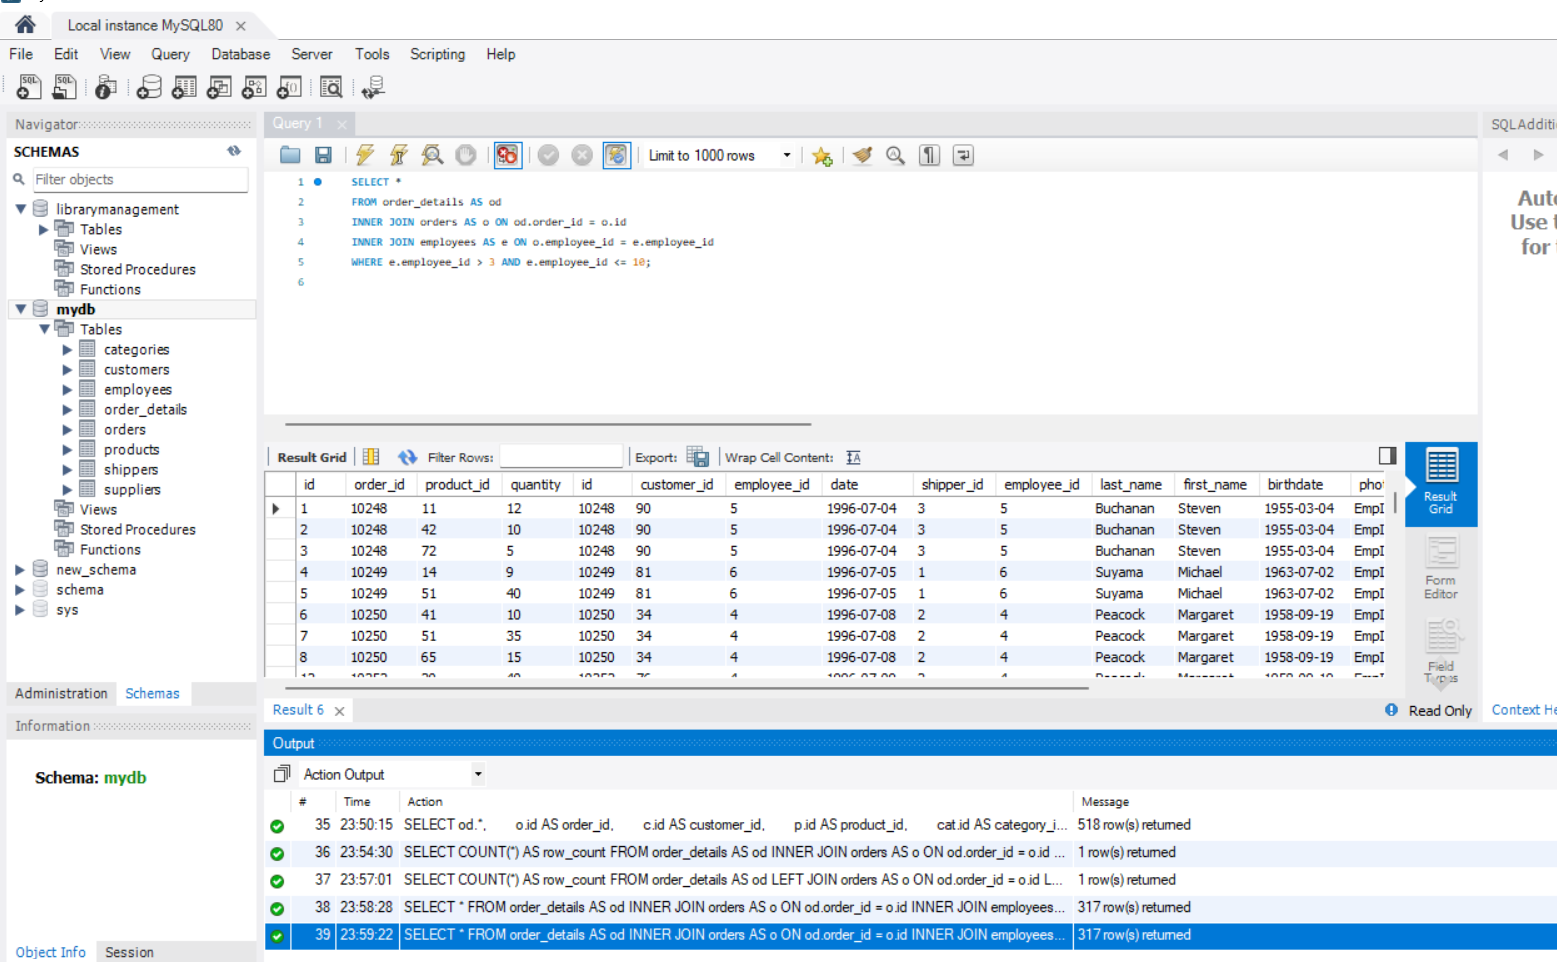 Local instance MySQL80
File Edit View Query Database Server Tools Scripting Help
Navigator
SCHEMAS
Filter objects
librarymanagement
Tables
Views
Stored Procedures
Functions
mydb
Tables
categories
customers
employees
order_details
orders
products
shippers
suppliers
Views
Stored Procedures
Functions
new_schema
schema
sys
Administration Schemas
Information
Schema: mydb
Object Info Session
Query 1
Limit to 1000 rows
1 SELECT *
2 FROM order_details AS od
3 INNER JOIN orders AS o ON od.order_id = o.id
4 INNER JOIN employees AS e ON o.employee_id = e.employee_id
5 WHERE e.employee_id > 3 AND e.employee_id <= 10;
6
Result Grid Filter Rows: Export: Wrap Cell Content:
id order_id product_id quantity id customer_id employee_id date shipper_id employee_id last_name first_name birthdate pho
1 10248 11 12 10248 90 5 1996-07-04 3 5 Buchanan Steven 1955-03-04 EmpI
2 10248 42 10 10248 90 5 1996-07-04 3 5 Buchanan Steven 1955-03-04 EmpI
3 10248 72 5 10248 90 5 1996-07-04 3 5 Buchanan Steven 1955-03-04 EmpI
4 10249 14 9 10249 81 6 1996-07-05 1 6 Suyama Michael 1963-07-02 EmpI
5 10249 51 40 10249 81 6 1996-07-05 1 6 Suyama Michael 1963-07-02 EmpI
6 10250 41 10 10250 34 4 1996-07-08 2 4 Peacock Margaret 1958-09-19 EmpI
7 10250 51 35 10250 34 4 1996-07-08 2 4 Peacock Margaret 1958-09-19 EmpI
8 10250 65 15 10250 34 4 1996-07-08 2 4 Peacock Margaret 1958-09-19 EmpI
Result
Grid
Form
Editor
Field
Types
Result 6
Read Only
SQLAdditi
Auto
Use t
for
Context He
Output
Action Output
# Time Action Message
35 23:50:15 SELECT od.*, o.id AS order_id, c.id AS customer_id, p.id AS product_id, cat.id AS category_i... 518 row(s) returned
36 23:54:30 SELECT COUNT(*) AS row_count FROM order_details AS od INNER JOIN orders AS o ON od.order_id = o.id ... 1 row(s) returned
37 23:57:01 SELECT COUNT(*) AS row_count FROM order_details AS od LEFT JOIN orders AS o ON od.order_id = o.id L... 1 row(s) returned
38 23:58:28 SELECT * FROM order_details AS od INNER JOIN orders AS o ON od.order_id = o.id INNER JOIN employees... 317 row(s) returned
39 23:59:22 SELECT * FROM order_details AS od INNER JOIN orders AS o ON od.order_id = o.id INNER JOIN employees... 317 row(s) returned